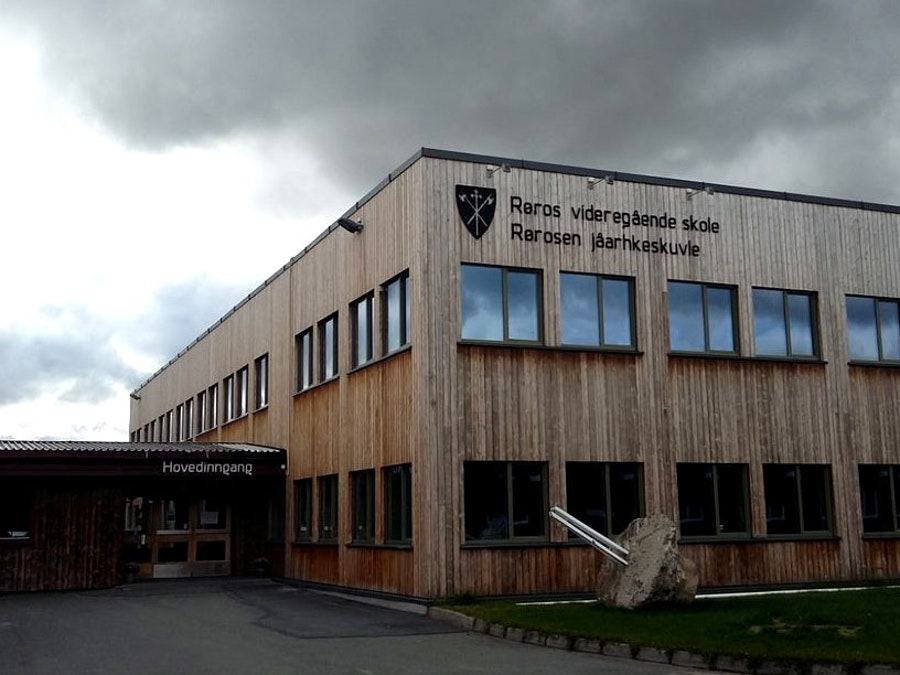 Røros videregående skole
Rørosen jåarhkeskuvle
Hovedinngang